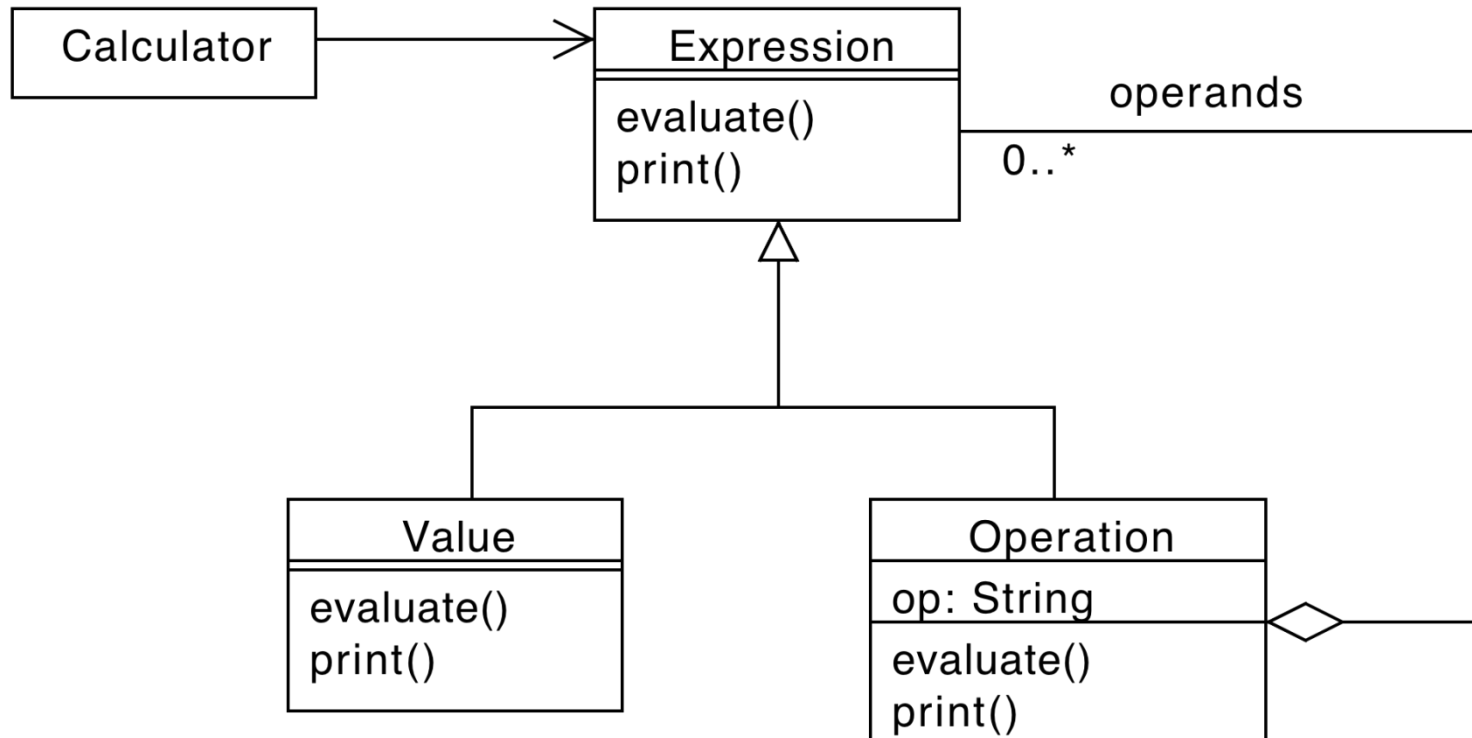 Calculator
Expression
evaluate()
print()
operands
0..*
Value
evaluate()
print()
Operation
op: String
evaluate()
print()